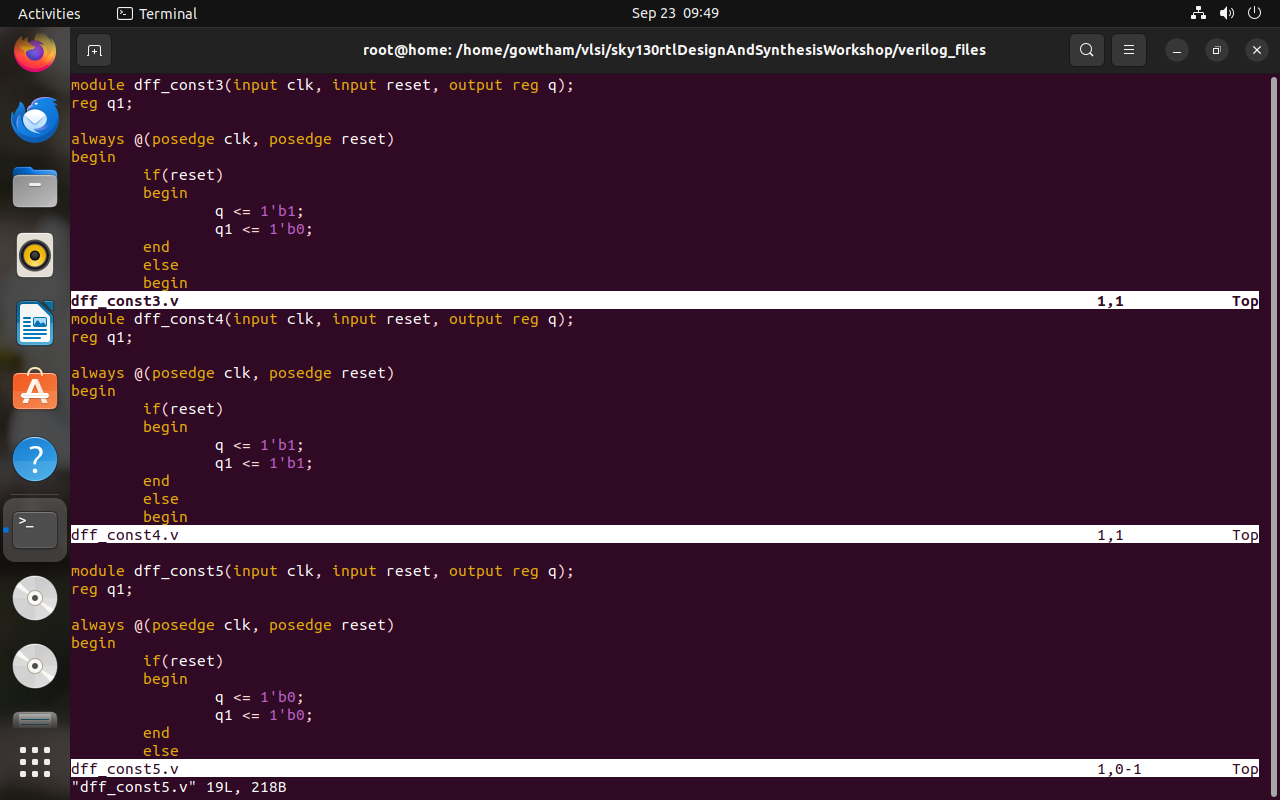 Activities Terminal Sep 23 09:49
root@home: /home/gowtham/vlsi/sky130rtlDesignAndSynthesisWorkshop/verilog_files
module dff_const3(input clk, input reset, output reg q);
reg q1;
always @(posedge clk, posedge reset)
begin
if(reset)
begin
q <= 1'b1;
q1 <= 1'b0;
end
else
begin
dff_const3.v 1,1 Top
module dff_const4(input clk, input reset, output reg q);
reg q1;
always @(posedge clk, posedge reset)
begin
if(reset)
begin
q <= 1'b1;
q1 <= 1'b1;
end
else
begin
dff_const4.v 1,1 Top
module dff_const5(input clk, input reset, output reg q);
reg q1;
always @(posedge clk, posedge reset)
begin
if(reset)
begin
q <= 1'b0;
q1 <= 1'b0;
end
else
dff_const5.v 1,0-1 Top
"dff_const5.v" 19L, 218B